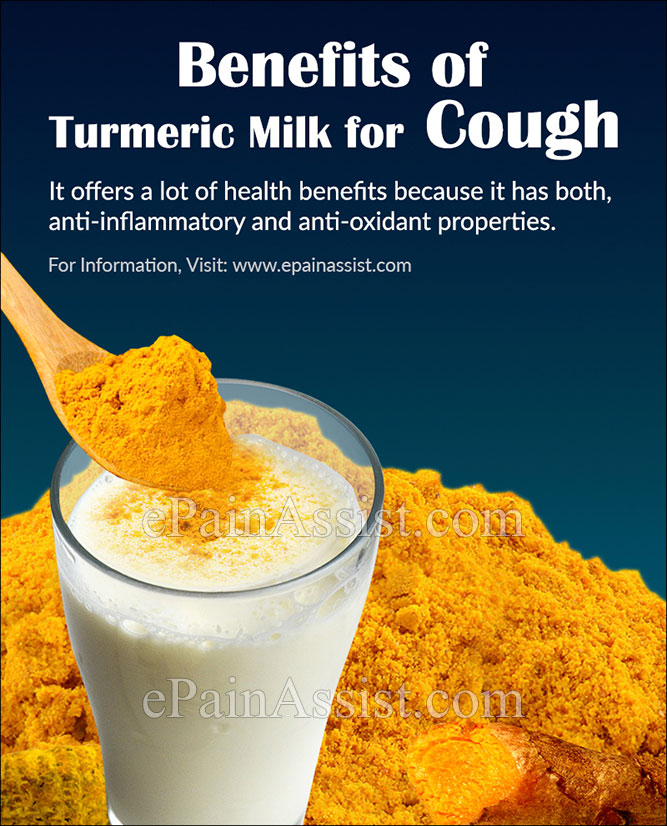 Benefits of
Turmeric Milk for Cough
It offers a lot of health benefits because it has both,
anti-inflammatory and anti-oxidant properties.
For Information, Visit: www.epainassist.com
ePainAssist.com
ePainAssist.com